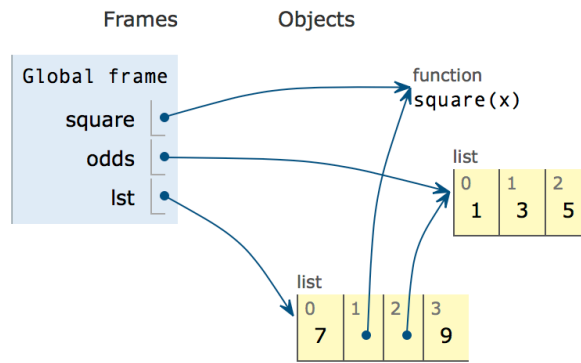 Frames Objects
Global frame
function
square(x)
square
odds
list
0 1 2
1 3 5
lst
list
0 1 2 3
7 9